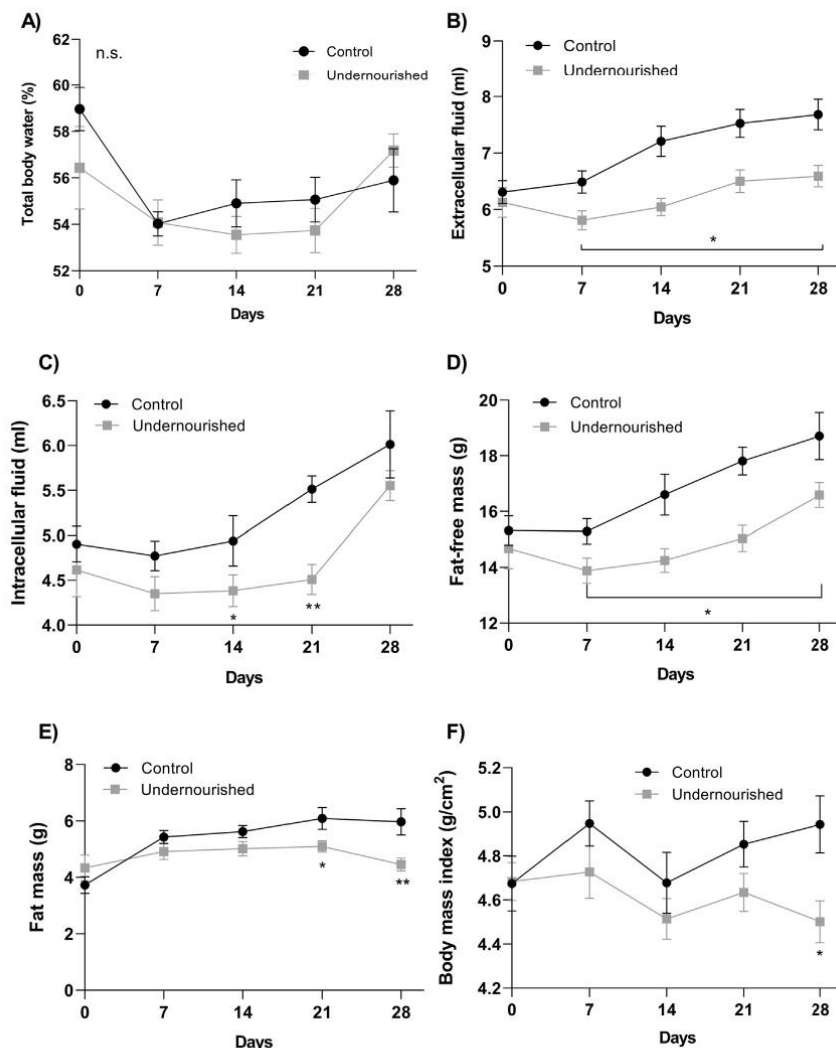 A)
Total body water (%)
62
60
58
56
54
52
n.s.
Control
Undernourished
0 7 14 21 28
Days
B)
Extracellular fluid (ml)
9
8
7
6
5
Control
Undernourished
*
0 7 14 21 28
Days
C)
Intracellular fluid (ml)
6.5
6.0
5.5
5.0
4.5
4.0
Control
Undernourished
*
**
0 7 14 21 28
Days
D)
Fat-free mass (g)
20
18
16
14
12
Control
Undernourished
*
0 7 14 21 28
Days
E)
Fat mass (g)
8
6
4
2
0
Control
Undernourished
*
**
0 7 14 21 28
Days
F)
Body mass index (g/cm²)
5.2
5.0
4.8
4.6
4.4
4.2
Control
Undernourished
*
0 7 14 21 28
Days